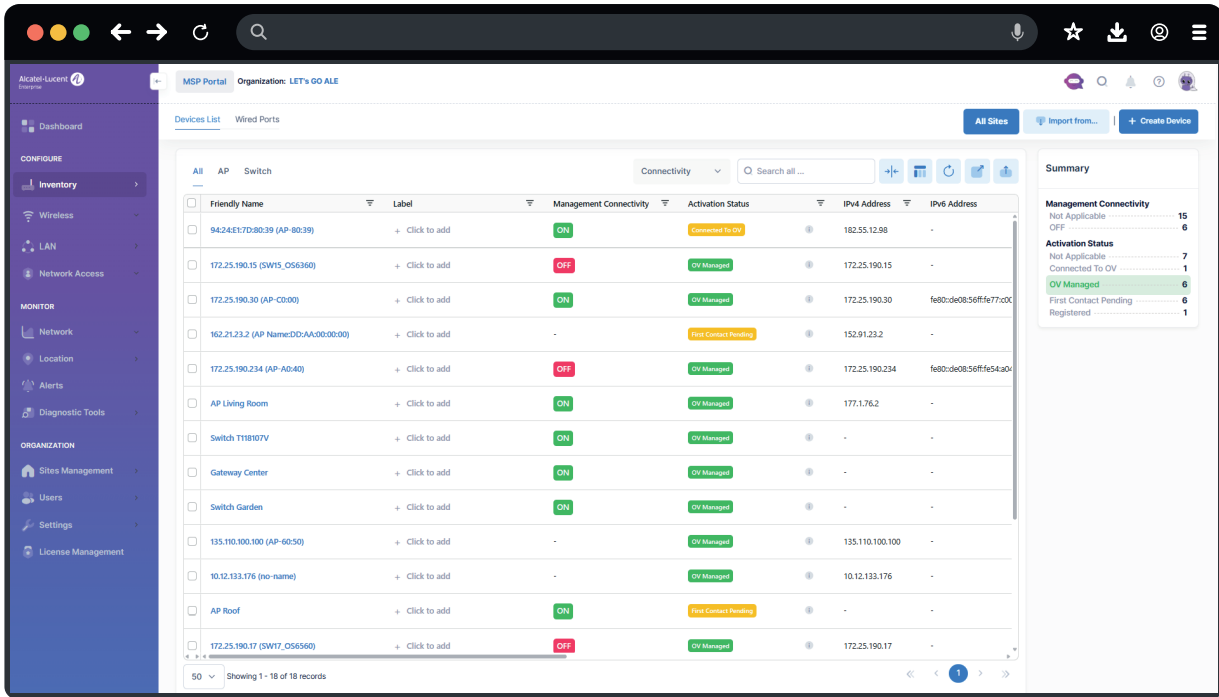 Alcatel-Lucent
Enterprise
MSP Portal Organization: LET's GO ALE
Devices List Wired Ports
All Sites Import from... | + Create Device
Dashboard
CONFIGURE
Inventory
Wireless
LAN
Network Access
MONITOR
Network
Location
Alerts
Diagnostic Tools
ORGANIZATION
Sites Management
Users
Settings
License Management
All AP Switch
Connectivity Search all ...
Friendly Name Label Management Connectivity Activation Status IPv4 Address IPv6 Address
94:24:E1:7D:80:39 (AP-80:39) + Click to add ON Connected To OV 182.55.12.98 -
172.25.190.15 (SW15_OS6360) + Click to add OFF OV Managed 172.25.190.15 -
172.25.190.30 (AP-C0:00) + Click to add ON OV Managed 172.25.190.30 fe80::de08:56ff:fe77:c00
162.21.23.2 (AP Name:DD:AA:00:00:00) + Click to add - First Contact Pending 152.91.23.2 -
172.25.190.234 (AP-A0:40) + Click to add OFF OV Managed 172.25.190.234 fe80::de08:56ff:fe54:a04
AP Living Room + Click to add ON OV Managed 177.1.76.2 -
Switch T118107V + Click to add ON OV Managed - -
Gateway Center + Click to add ON OV Managed - -
Switch Garden + Click to add ON OV Managed - -
135.110.100.100 (AP-60:50) + Click to add - OV Managed 135.110.100.100 -
10.12.133.176 (no-name) + Click to add - OV Managed 10.12.133.176 -
AP Roof + Click to add ON First Contact Pending - -
172.25.190.17 (SW17_OS6560) + Click to add OFF OV Managed 172.25.190.17 -
50 Showing 1 - 18 of 18 records
1
Summary
Management Connectivity
Not Applicable 15
OFF 6
Activation Status
Not Applicable 7
Connected To OV 1
OV Managed 6
First Contact Pending 6
Registered 1